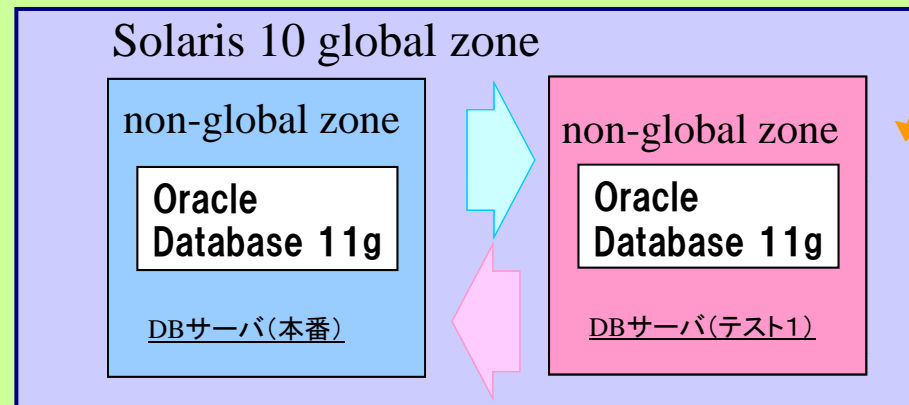 Solaris 10 global zone
non-global zone
Oracle
Database 11g
DBサーバ（本番）
non-global zone
Oracle
Database 11g
DBサーバ（テスト１）